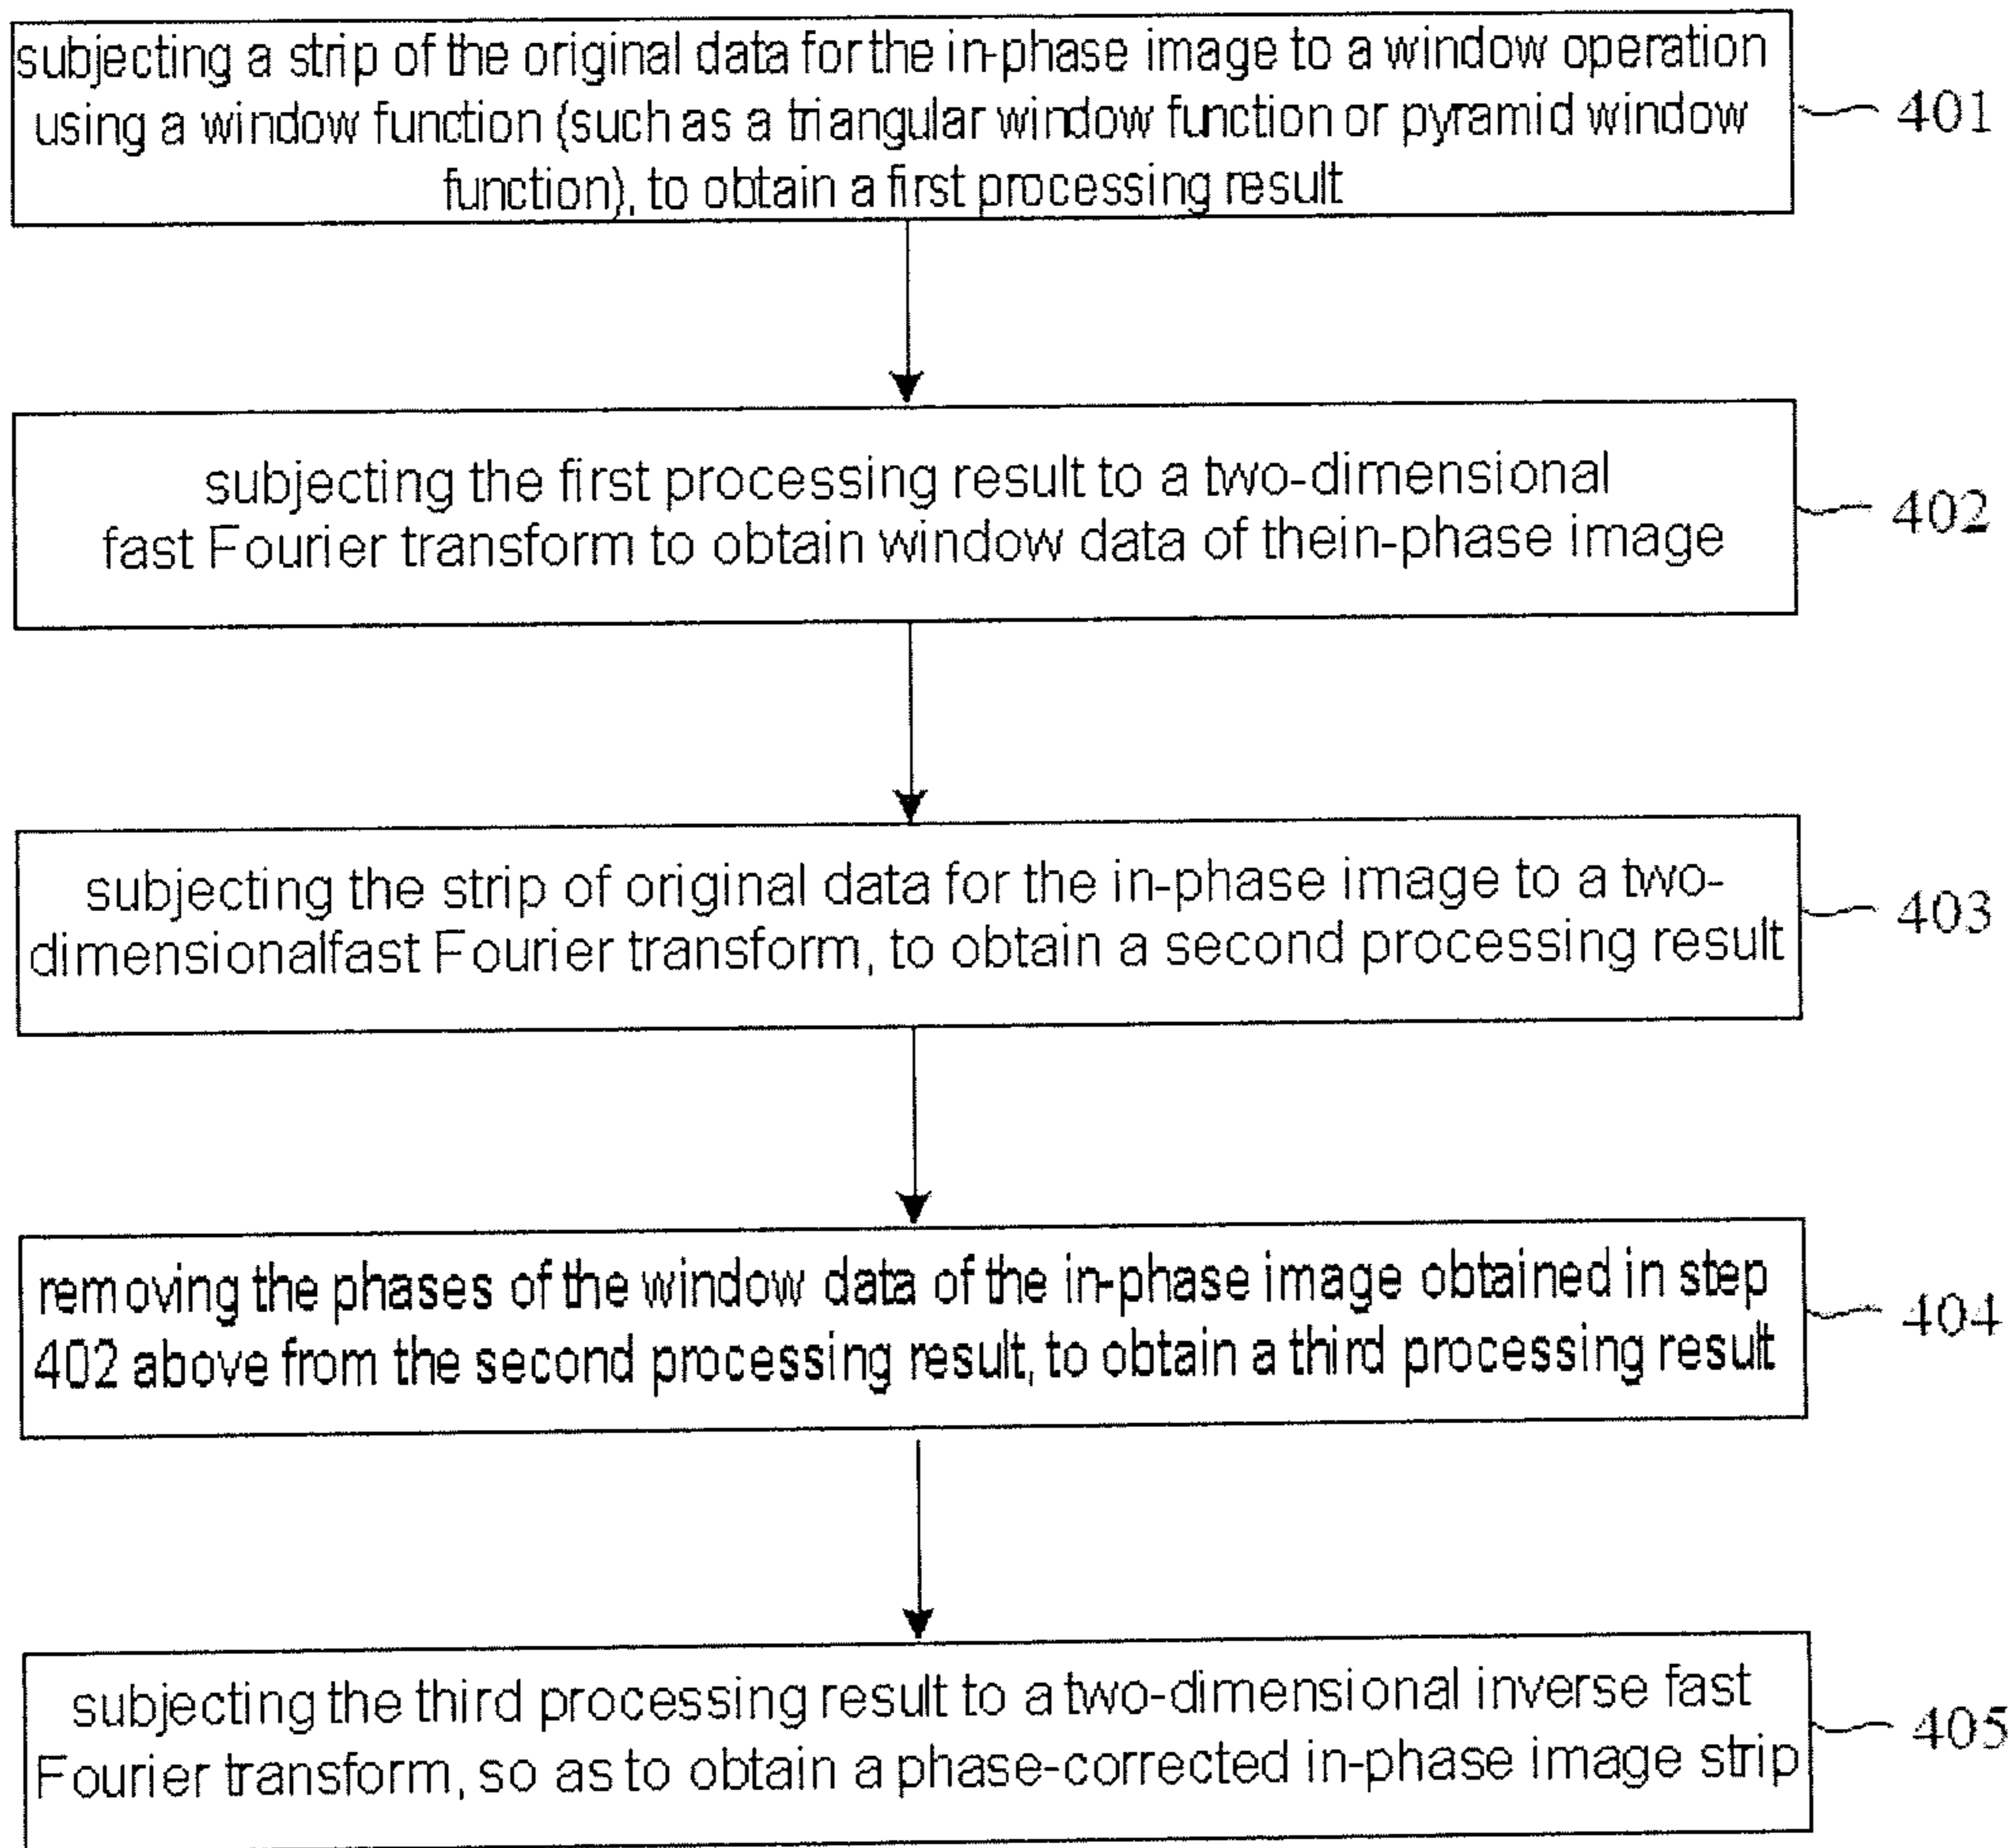 subjecting a strip of the original data for the in-phase image to a window operation
using a window function (such as a triangular window function or pyramid window
function), to obtain a first processing result
401
subjecting the first processing result to a two-dimensional
fast Fourier transform to obtain window data of thein-phase image
402
subjecting the strip of original data for the in-phase image to a two-
dimensionalfast Fourier transform, to obtain a second processing result
403
removing the phases of the window data of the in-phase image obtained in step
402 above from the second processing result, to obtain a third processing result
404
subjecting the third processing result to a two-dimensional inverse fast
Fourier transform, so as to obtain a phase-corrected in-phase image strip
405